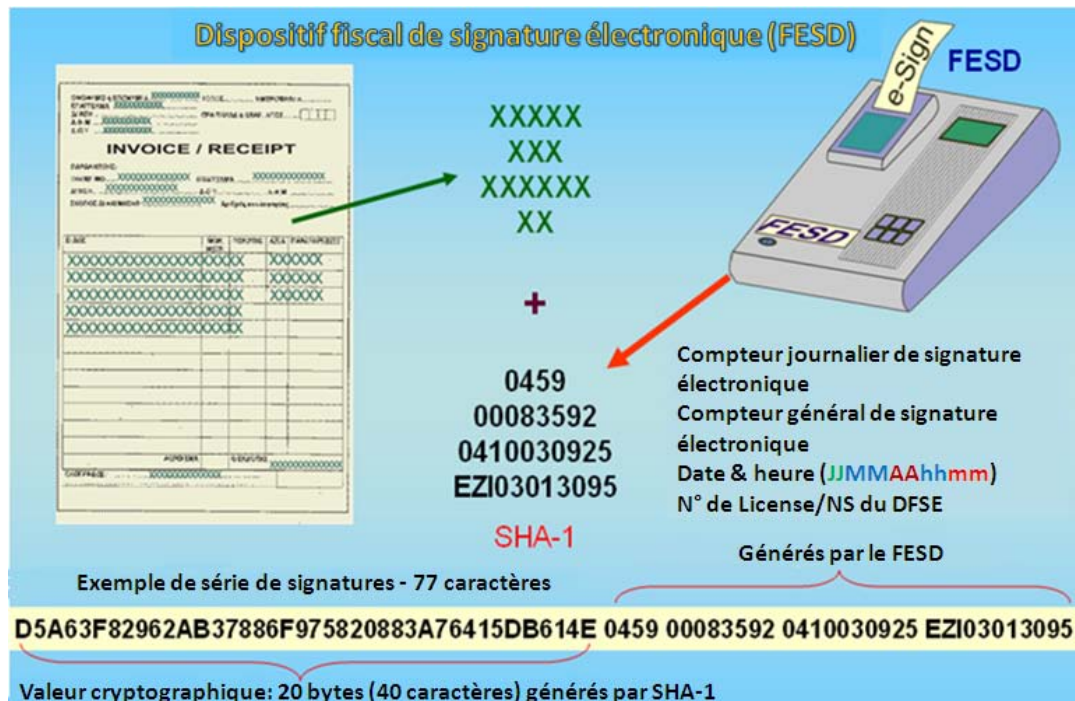 Dispositif fiscal de signature électronique (FESD)
e-Sign
FESD
INVOICE / RECEIPT
XXXXX
XXX
XXXXXX
XX
FESD
+
0459
00083592
0410030925
EZI03013095
SHA-1
Compteur journalier de signature
électronique
Compteur général de signature
électronique
Date & heure (JJMMAAhhmm)
N° de License/NS du DFSE
Générés par le FESD
Exemple de série de signatures - 77 caractères
D5A63F82962AB37886F975820883A76415DB614E 0459 00083592 0410030925 EZI03013095
Valeur cryptographique: 20 bytes (40 caractères) générés par SHA-1